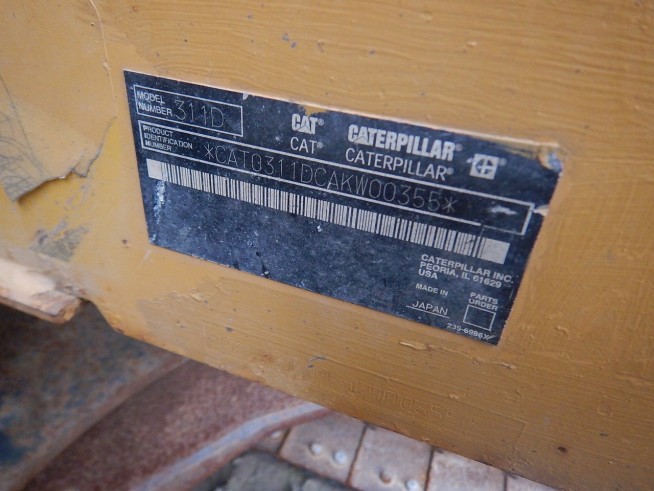 MODEL NUMBER 311D
CAT® CATERPILLAR®
CAT® CATERPILLAR®
PRODUCT IDENTIFICATION NUMBER *CAT0311DCAKW00355*
CATERPILLAR INC.
PEORIA, IL 61629
USA
MADE IN
JAPAN
PARTS ORDER